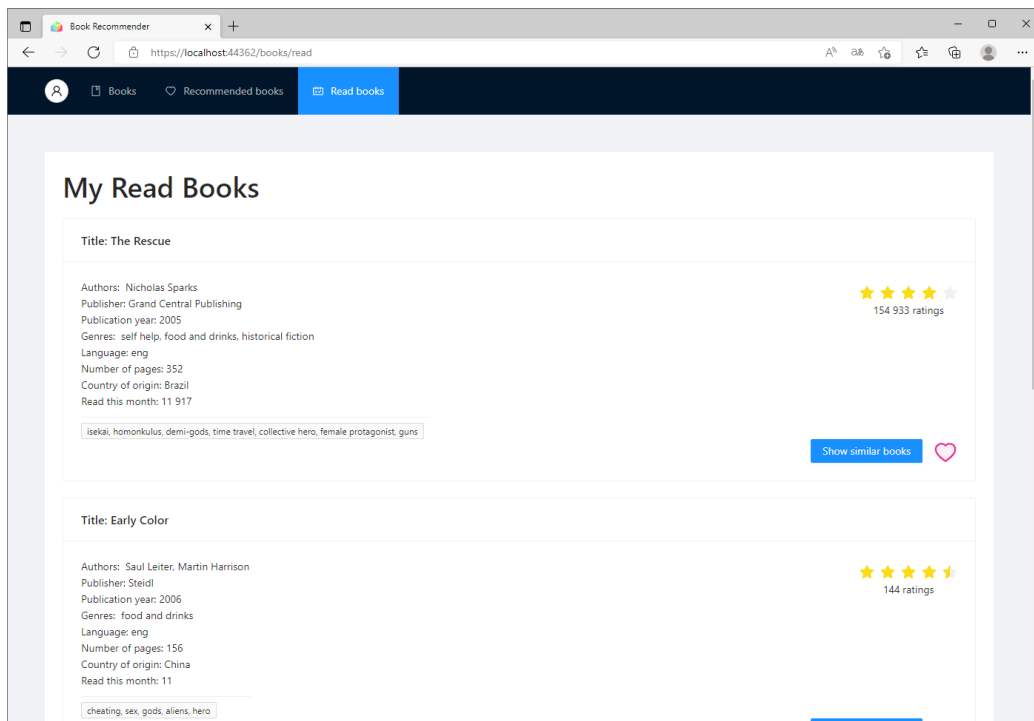 Book Recommender
https://localhost:44362/books/read
Books
Recommended books
Read books
My Read Books
Title: The Rescue
Authors: Nicholas Sparks
Publisher: Grand Central Publishing
Publication year: 2005
Genres: self help, food and drinks, historical fiction
Language: eng
Number of pages: 352
Country of origin: Brazil
Read this month: 11 917
154 933 ratings
isekai, homonkulus, demi-gods, time travel, collective hero, female protagonist, guns
Show similar books
Title: Early Color
Authors: Saul Leiter, Martin Harrison
Publisher: Steidl
Publication year: 2006
Genres: food and drinks
Language: eng
Number of pages: 156
Country of origin: China
Read this month: 11
144 ratings
cheating, sex, gods, aliens, hero